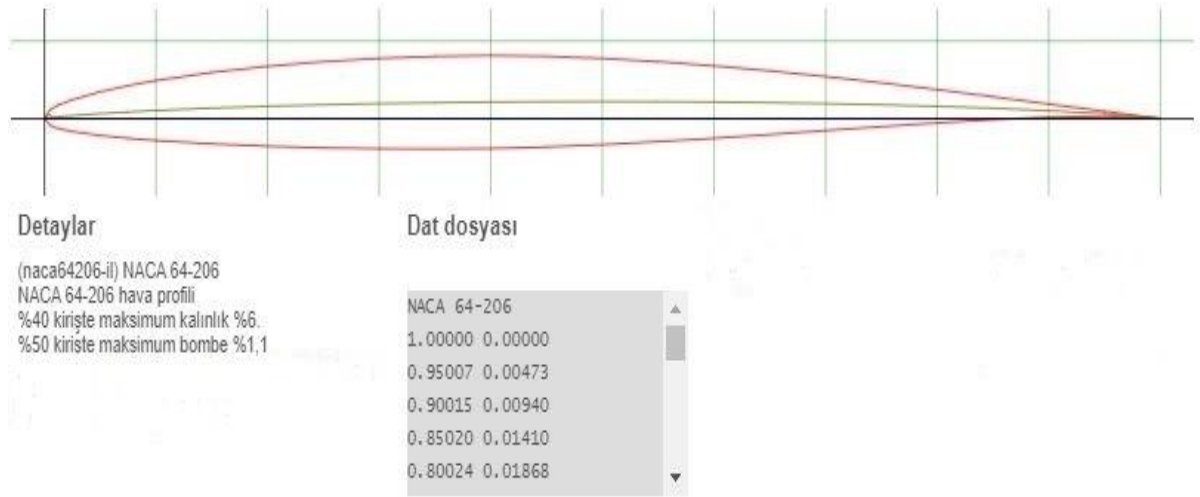 Detaylar
(naca64206-il) NACA 64-206
NACA 64-206 hava profili
%40 kirişte maksimum kalınlık %6.
%50 kirişte maksimum bombe %1,1
Dat dosyası
NACA 64-206
1.00000 0.00000
0.95007 0.00473
0.90015 0.00940
0.85020 0.01410
0.80024 0.01868